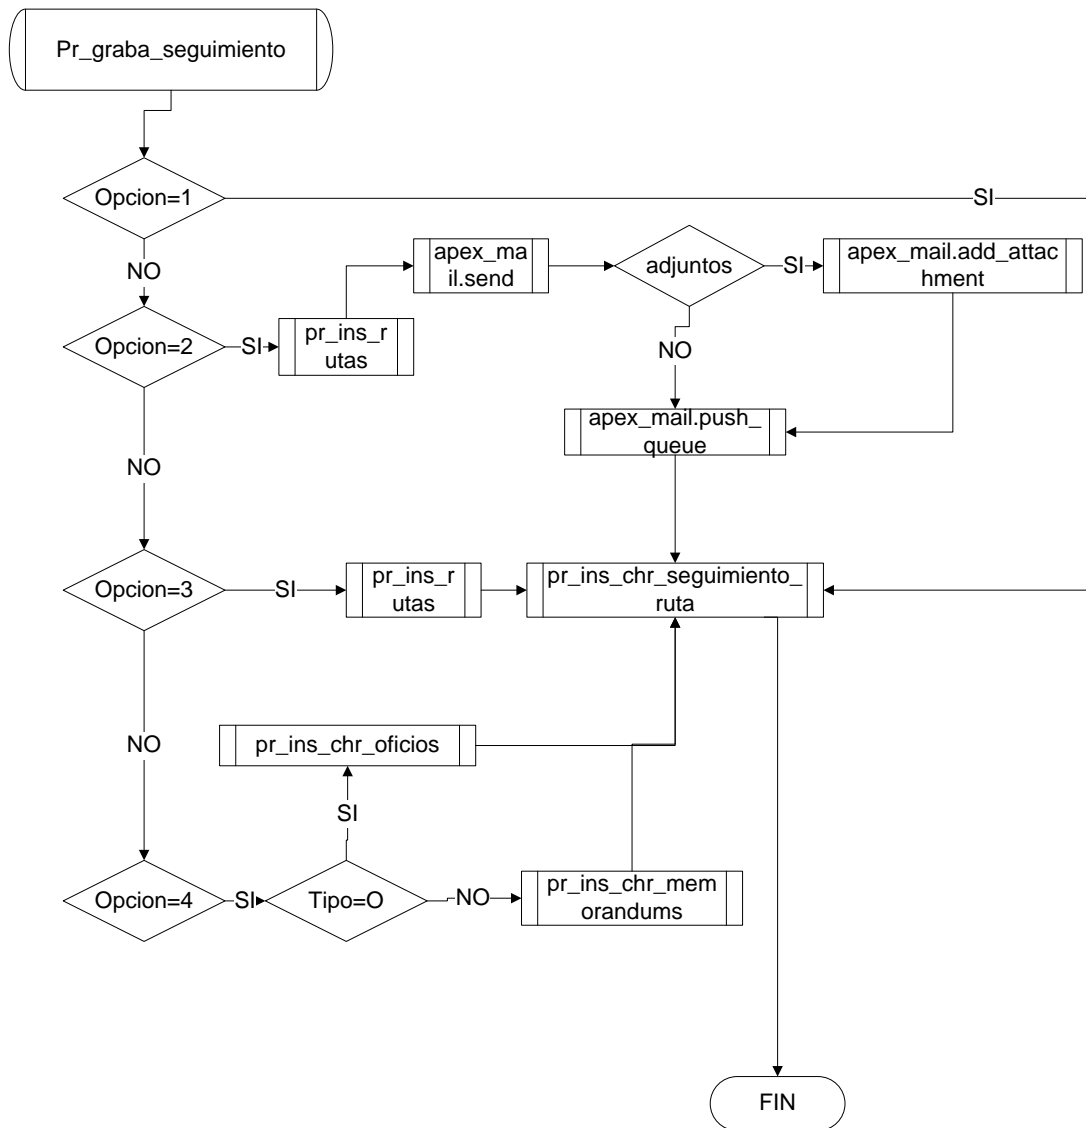 Pr_graba_seguimiento
Opcion=1
SI
NO
apex_ma
il.send
adjuntos
SI
apex_mail.add_attac
hment
Opcion=2
SI
pr_ins_r
utas
NO
apex_mail.push_
queue
NO
Opcion=3
SI
pr_ins_r
utas
pr_ins_chr_seguimiento_
ruta
NO
pr_ins_chr_oficios
SI
Opcion=4
SI
Tipo=O
NO
pr_ins_chr_mem
orandums
FIN